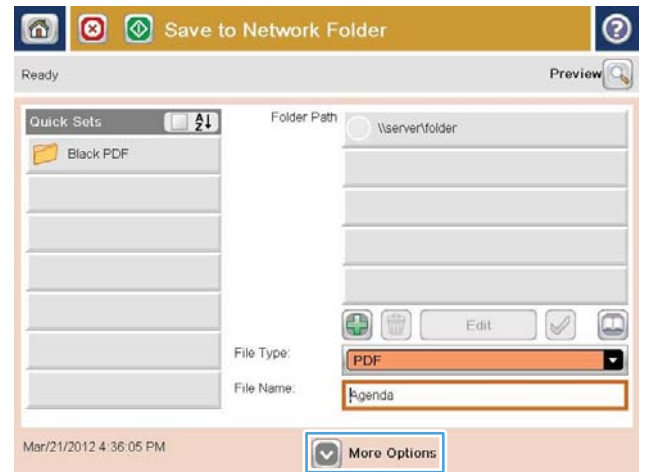 Save to Network Folder
Ready
Preview
Quick Sets
A
Z
Folder Path
\\server\folder
Black PDF
Edit
File Type:
PDF
File Name:
Agenda
Mar/21/2012 4:36:05 PM
More Options